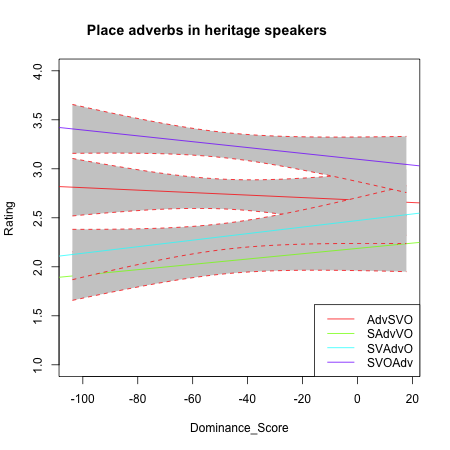 Place adverbs in heritage speakers
4.0
3.5
3.0
2.5
2.0
1.5
1.0
Rating
AdvSVO
SAdvVO
SVAdvO
SVOAdv
-100 -80 -60 -40 -20 0 20
Dominance_Score